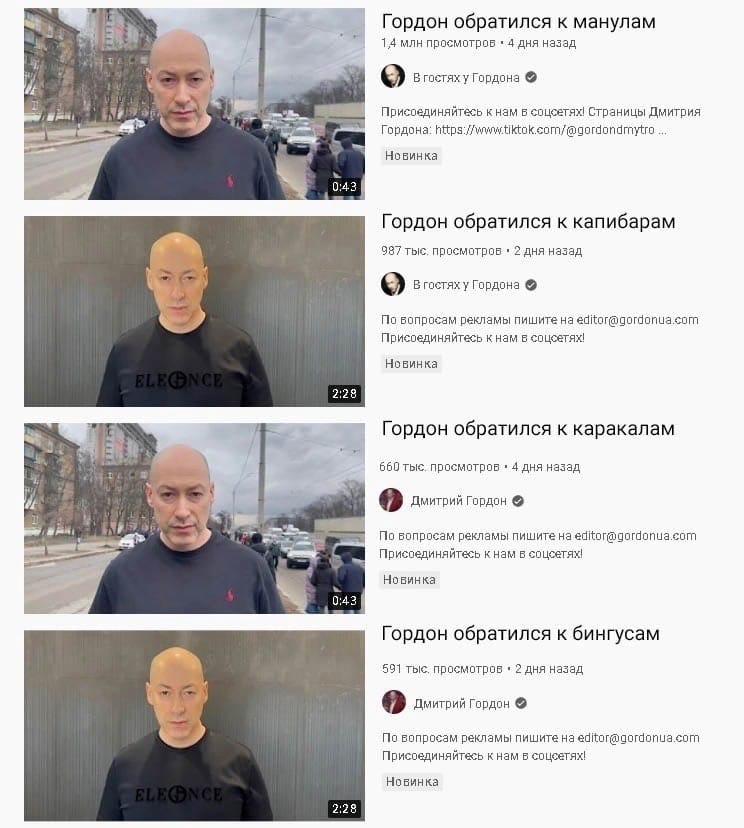 Гордон обратился к манулам
1,4 млн просмотров • 4 дня назад
В гостях у Гордона
Присоединяйтесь к нам в соцсетях! Страницы Дмитрия
Гордона: https://www.tiktok.com/@gordondmytro ...
Новинка
0:43
Гордон обратился к капибарам
987 тыс. просмотров • 2 дня назад
В гостях у Гордона
По вопросам рекламы пишите на editor@gordonua.com
Присоединяйтесь к нам в соцсетях!
Новинка
ELE NCE
2:28
Гордон обратился к каракалам
660 тыс. просмотров • 4 дня назад
Дмитрий Гордон
По вопросам рекламы пишите на editor@gordonua.com
Присоединяйтесь к нам в соцсетях!
Новинка
0:43
Гордон обратился к бингусам
591 тыс. просмотров • 2 дня назад
Дмитрий Гордон
По вопросам рекламы пишите на editor@gordonua.com
Присоединяйтесь к нам в соцсетях!
Новинка
ELE NCE
2:28